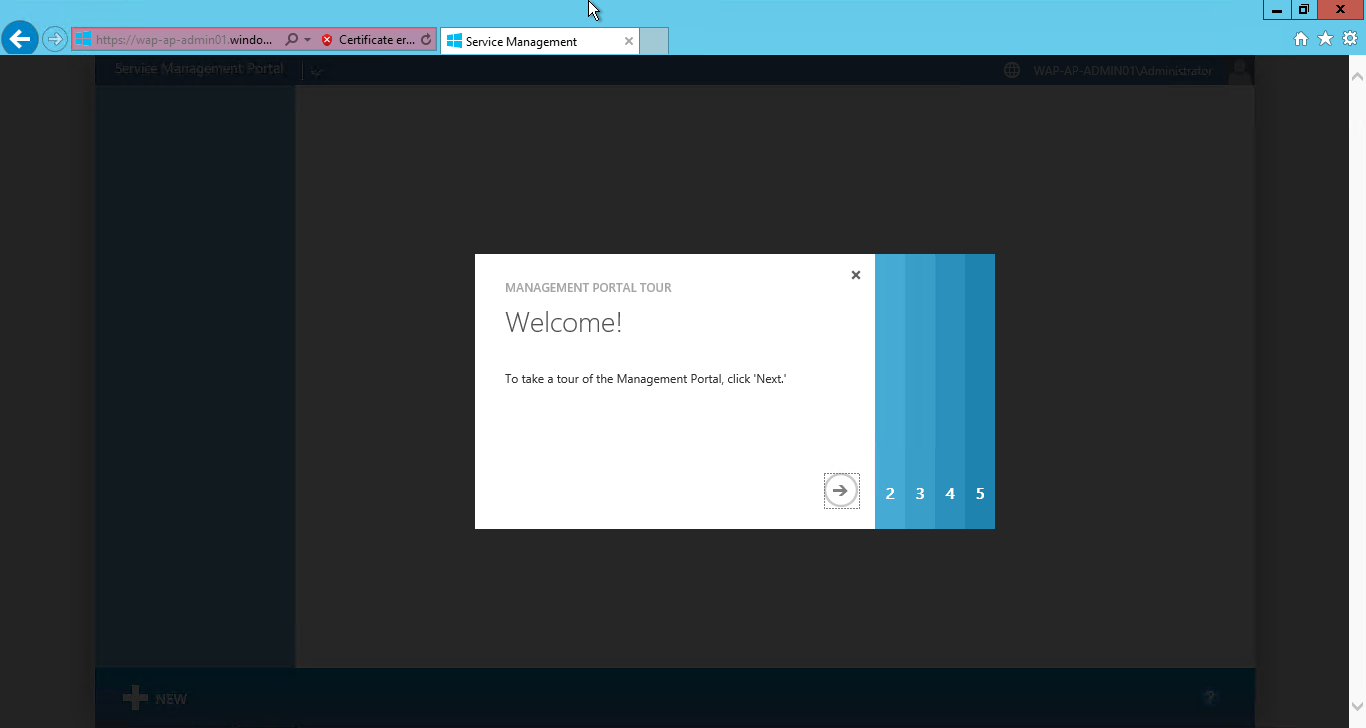 https://wap-ap-admin01.windo...
Certificate er...
Service Management
Service Management Portal
WAP-AP-ADMIN01\Administrator
MANAGEMENT PORTAL TOUR
Welcome!
To take a tour of the Management Portal, click 'Next.'
2 3 4 5
NEW
?